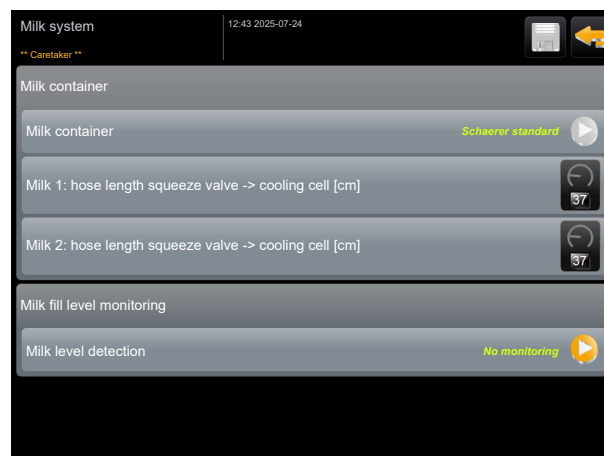 Milk system
12:43 2025-07-24
** Caretaker **
Milk container
Milk container
Schaerer standard
Milk 1: hose length squeeze valve -> cooling cell [cm]
37
Milk 2: hose length squeeze valve -> cooling cell [cm]
37
Milk fill level monitoring
Milk level detection
No monitoring